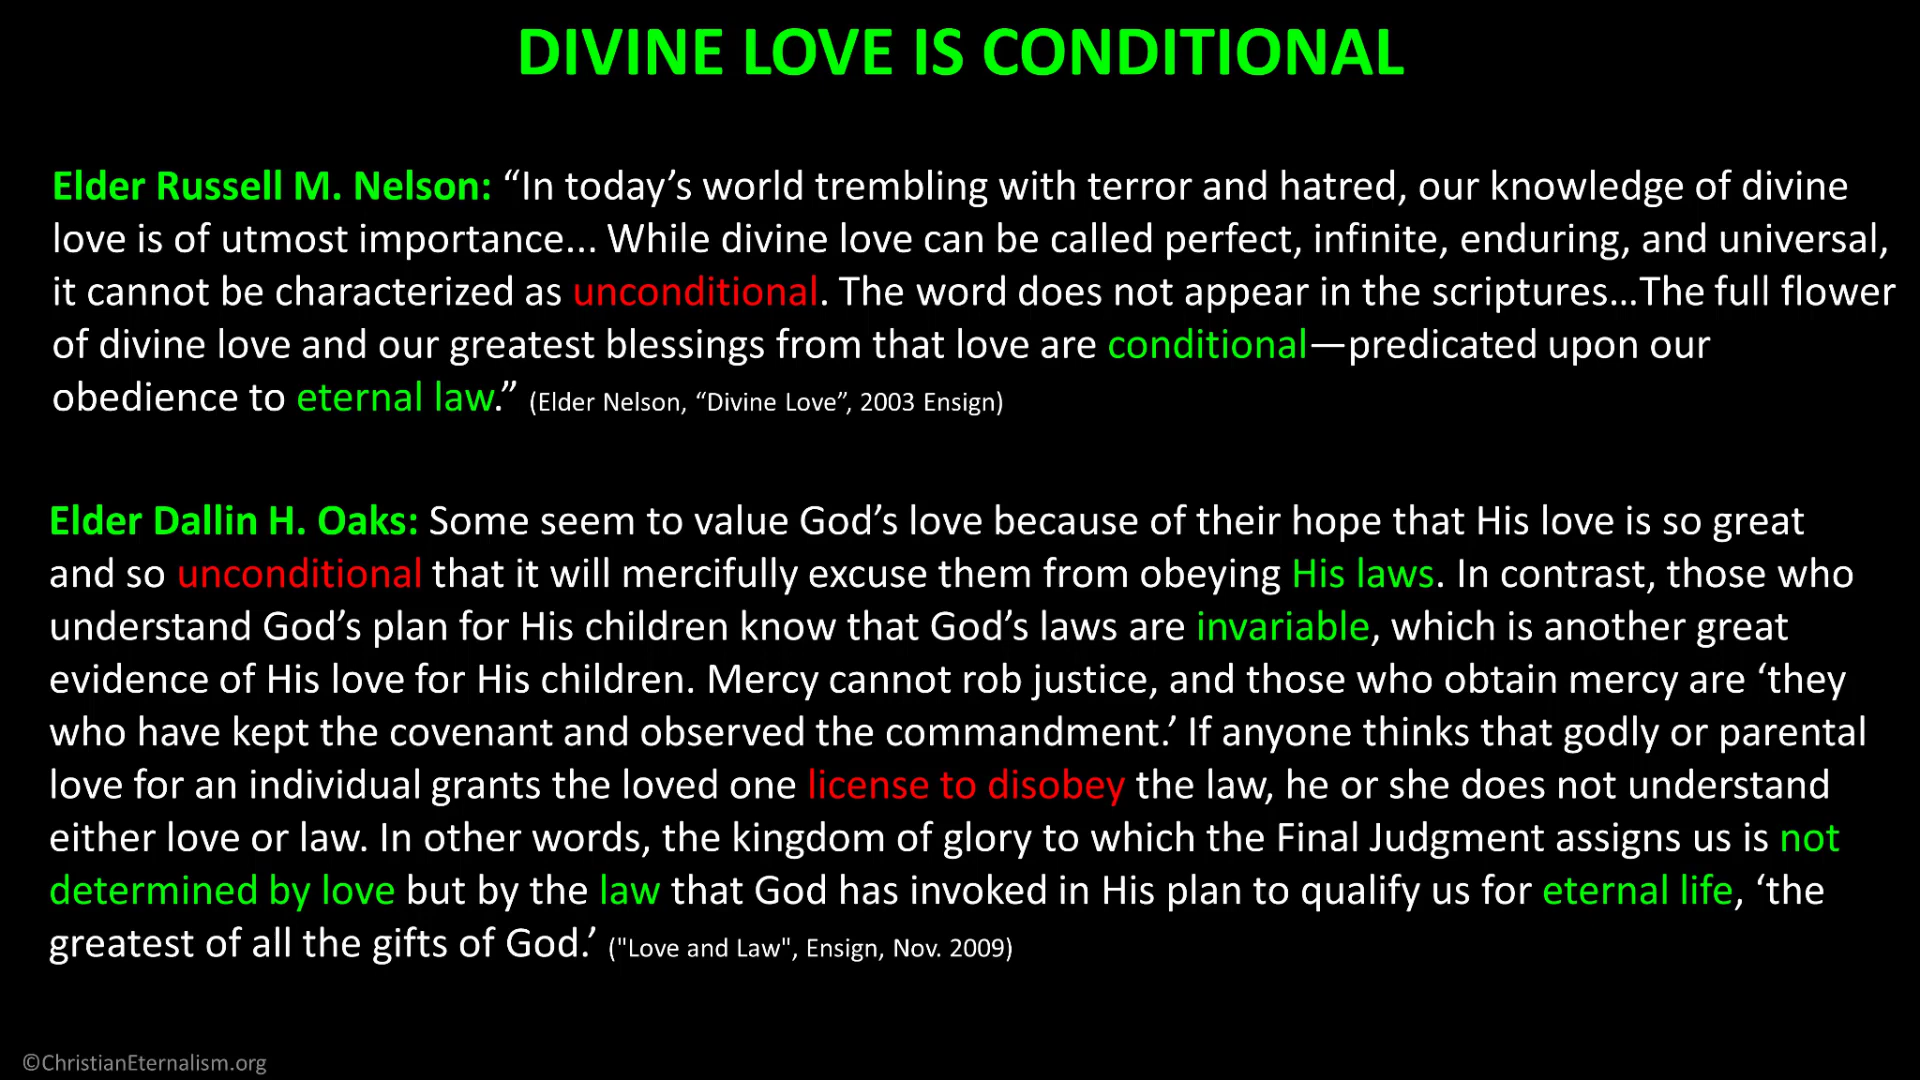 DIVINE LOVE IS CONDITIONAL
Elder Russell M. Nelson: “In today’s world trembling with terror and hatred, our knowledge of divine
love is of utmost importance... While divine love can be called perfect, infinite, enduring, and universal,
it cannot be characterized as unconditional. The word does not appear in the scriptures...The full flower
of divine love and our greatest blessings from that love are conditional—predicated upon our
obedience to eternal law.” (Elder Nelson, “Divine Love”, 2003 Ensign)
Elder Dallin H. Oaks: Some seem to value God’s love because of their hope that His love is so great
and so unconditional that it will mercifully excuse them from obeying His laws. In contrast, those who
understand God’s plan for His children know that God’s laws are invariable, which is another great
evidence of His love for His children. Mercy cannot rob justice, and those who obtain mercy are ‘they
who have kept the covenant and observed the commandment.’ If anyone thinks that godly or parental
love for an individual grants the loved one license to disobey the law, he or she does not understand
either love or law. In other words, the kingdom of glory to which the Final Judgment assigns us is not
determined by love but by the law that God has invoked in His plan to qualify us for eternal life, ‘the
greatest of all the gifts of God.’ ("Love and Law", Ensign, Nov. 2009)
©ChristianEternalism.org